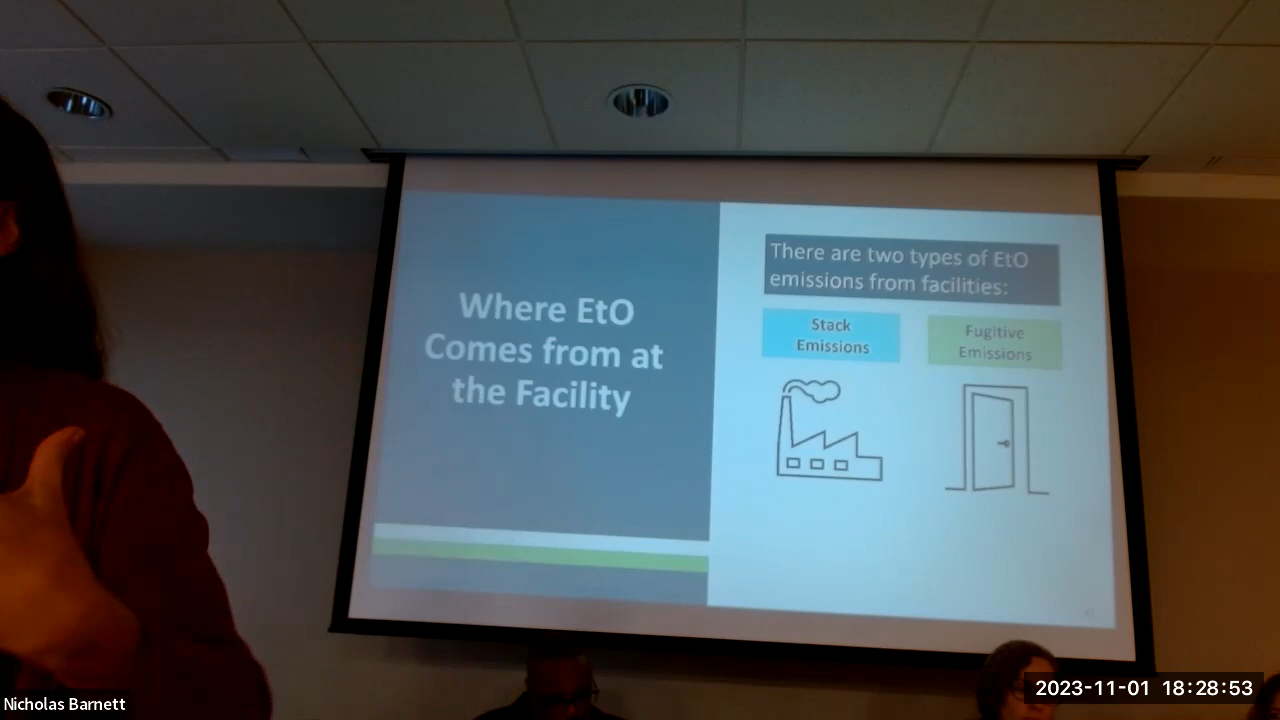 Where EtO
Comes from at
the Facility
There are two types of EtO
emissions from facilities:
Stack
Emissions
Fugitive
Emissions
Nicholas Barnett
2023-11-01 18:28:53